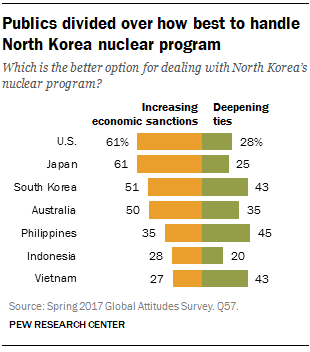 Publics divided over how best to handle
North Korea nuclear program
Which is the better option for dealing with North Korea's
nuclear program?
Increasing economic sanctions
Deepening ties
U.S. 61% 28%
Japan 61 25
South Korea 51 43
Australia 50 35
Philippines 35 45
Indonesia 28 20
Vietnam 27 43
Source: Spring 2017 Global Attitudes Survey. Q57.
PEW RESEARCH CENTER